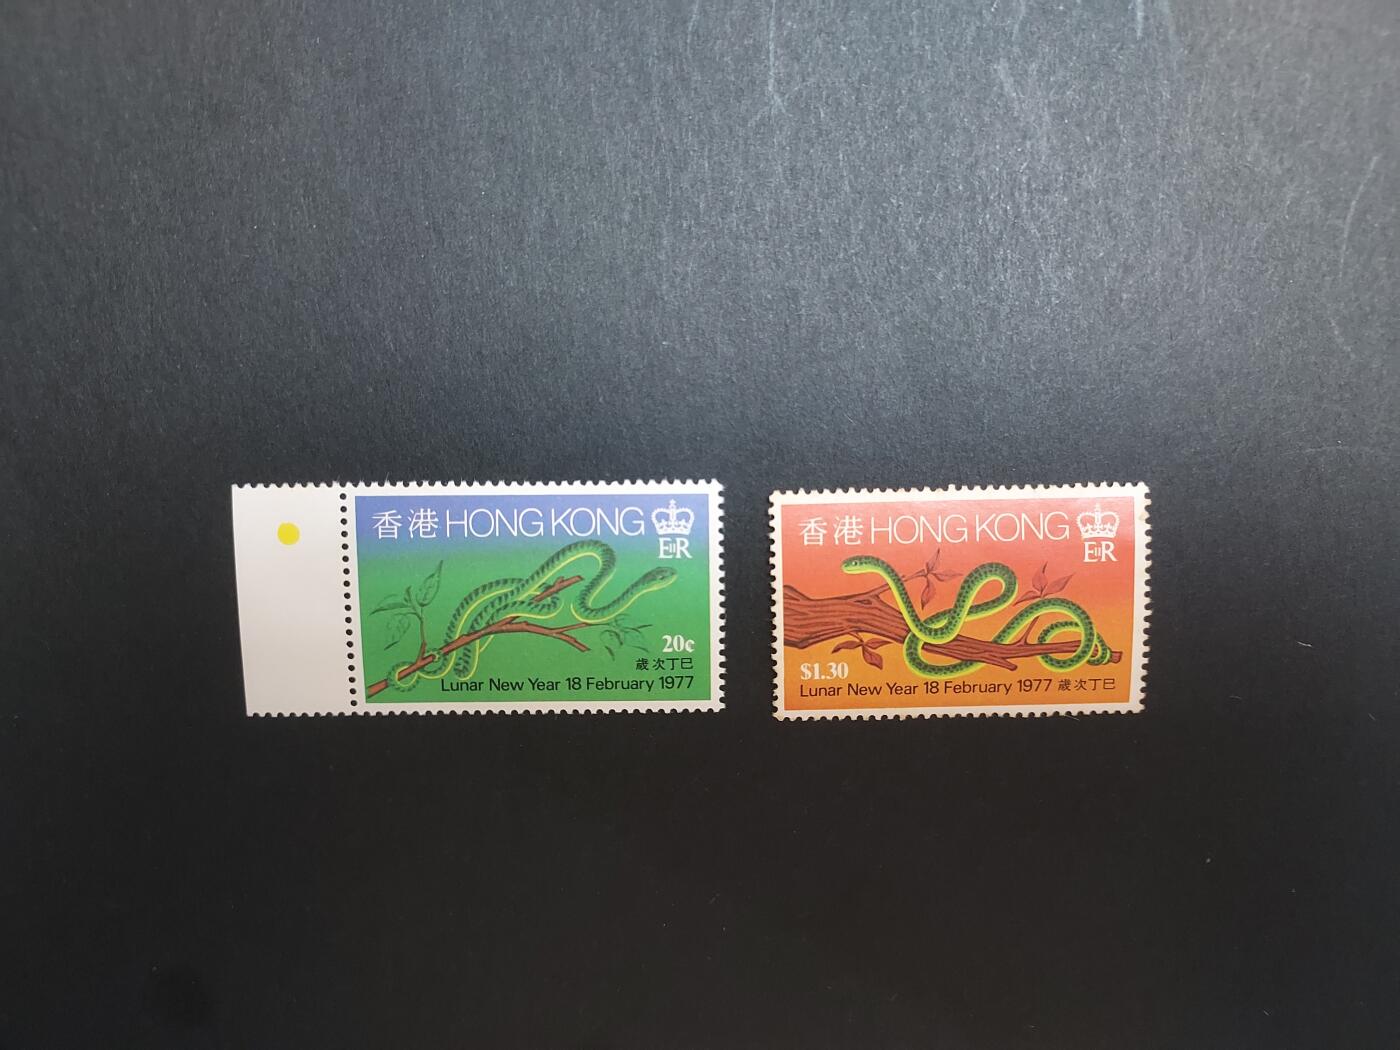 香港 HONG KONG
EIIR
20¢
歲次丁巳
Lunar New Year 18 February 1977
香港 HONG KONG
EIIR
$1.30
Lunar New Year 18 February 1977 歲次丁巳